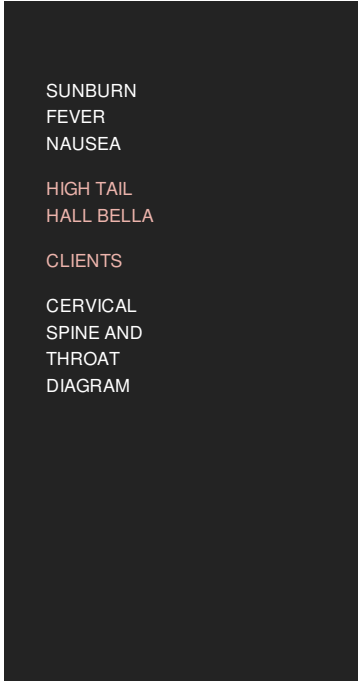 SUNBURN
FEVER
NAUSEA
HIGH TAIL
HALL BELLA
CLIENTS
CERVICAL
SPINE AND
THROAT
DIAGRAM